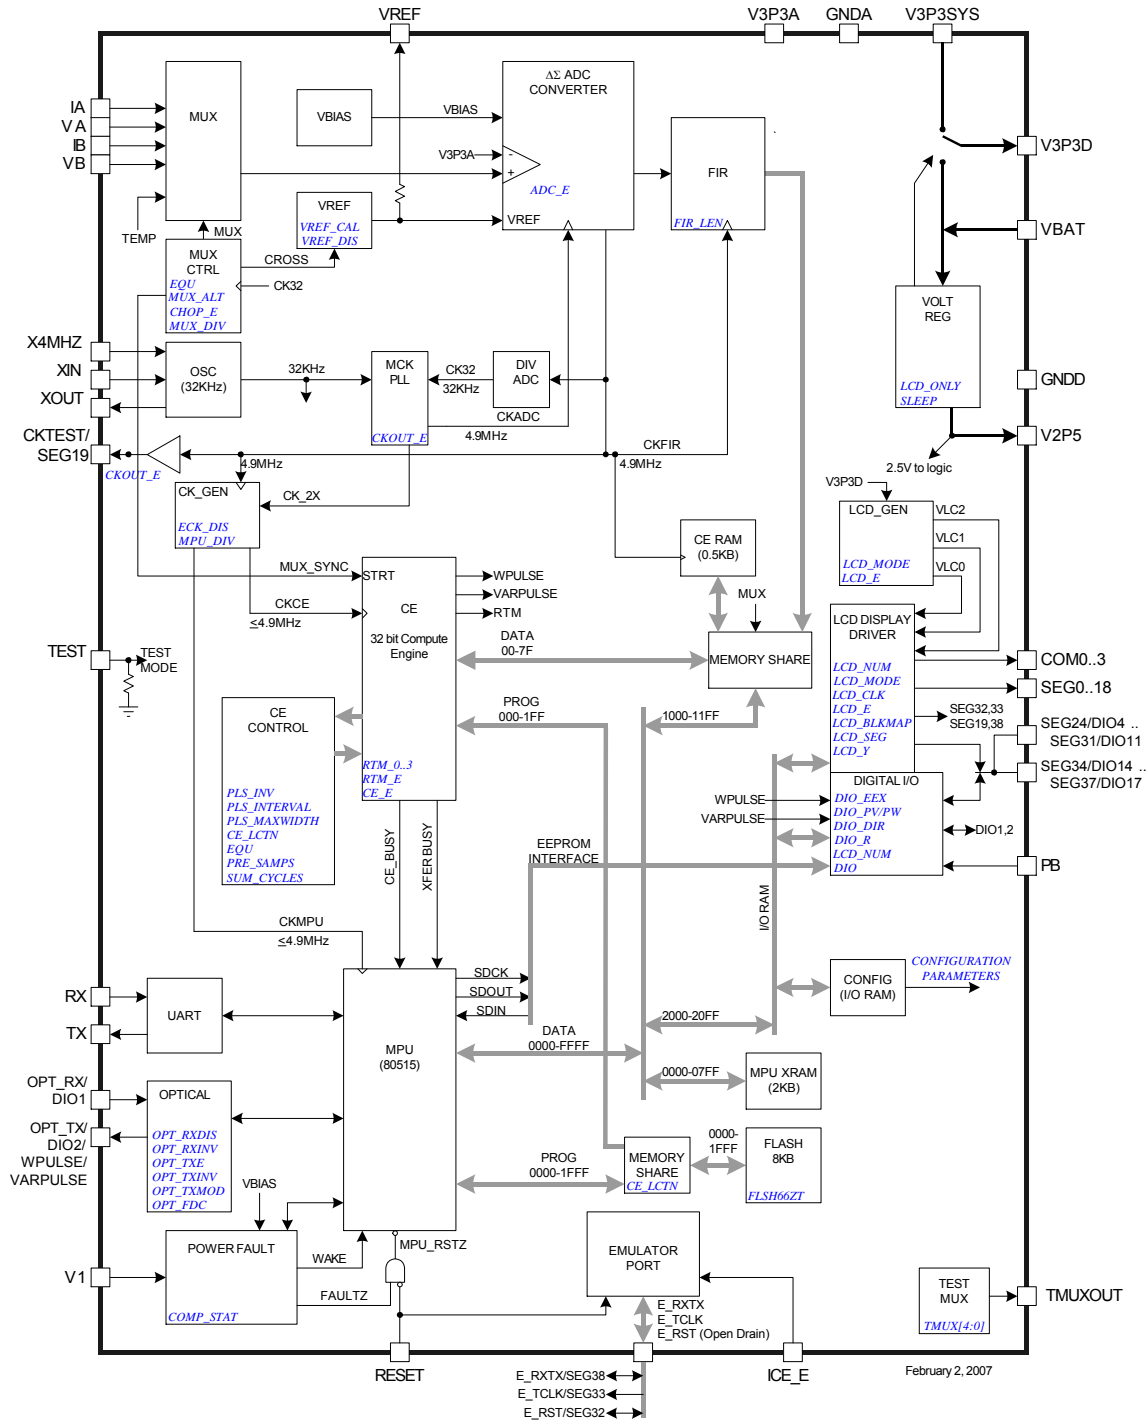 VREF
V3P3A
GNDA
V3P3SYS
IA
VA
IB
VB
MUX
VBIAS
VBIAS
ΔΣ ADC
CONVERTER
V3P3A
-
+
ADC_E
VREF
FIR
FIR_LEN
V3P3D
VREF
VREF_CAL
VREF_DIS
TEMP
MUX
CROSS
CK32
MUX
CTRL
EQU
MUX_ALT
CHOP_E
MUX_DIV
VBAT
VOLT
REG
LCD_ONLY
SLEEP
GNDD
V2P5
2.5V to logic
X4MHZ
XIN
XOUT
OSC
(32KHz)
32KHz
MCK
PLL
CKOUT_E
CK32
32KHz
DIV
ADC
CKADC
4.9MHz
CKTEST/
SEG19
CKOUT_E
4.9MHz
CKFIR
4.9MHz
CK_GEN
ECK_DIS
MPU_DIV
CK_2X
V3P3D
LCD_GEN
LCD_MODE
LCD_E
VLC2
VLC1
VLC0
CE RAM
(0.5KB)
MUX_SYNC
STRT
CKCE
≤4.9MHz
CE
32 bit Compute
Engine
RTM_0..3
RTM_E
CE_E
WPULSE
VARPULSE
RTM
DATA
00-7F
MUX
MEMORY SHARE
PROG
000-1FF
1000-11FF
LCD DISPLAY
DRIVER
LCD_NUM
LCD_MODE
LCD_CLK
LCD_E
LCD_BLKMAP
LCD_SEG
LCD_Y
COM0..3
SEG0..18
SEG32,33
SEG19,38
SEG24/DIO4 ..
SEG31/DIO11
SEG34/DIO14 ..
SEG37/DIO17
TEST
TEST
MODE
CE
CONTROL
PLS_INV
PLS_INTERVAL
PLS_MAXWIDTH
CE_LCTN
EQU
PRE_SAMPS
SUM_CYCLES
WPULSE
VARPULSE
DIGITAL I/O
DIO_EEX
DIO_PV/PW
DIO_DIR
DIO_R
LCD_NUM
DIO
DIO1,2
PB
CE_BUSY
XFER BUSY
EEPROM
INTERFACE
I/O RAM
CKMPU
≤4.9MHz
SDCK
SDOUT
SDIN
CONFIG
(I/O RAM)
CONFIGURATION
PARAMETERS
RX
TX
UART
MPU
(80515)
DATA
0000-FFFF
2000-20FF
0000-07FF
MPU XRAM
(2KB)
OPT_RX/
DIO1
OPT_TX/
DIO2/
WPULSE/
VARPULSE
OPTICAL
OPT_RXDIS
OPT_RXINV
OPT_TXE
OPT_TXINV
OPT_TXMOD
OPT_FDC
PROG
0000-1FFF
MEMORY
SHARE
CE_LCTN
0000-
1FFF
FLASH
8KB
FLSH66ZT
VBIAS
V1
POWER FAULT
COMP_STAT
WAKE
FAULTZ
MPU_RSTZ
EMULATOR
PORT
E_RXTX
E_TCLK
E_RST (Open Drain)
TEST
MUX
TMUX[4:0]
TMUXOUT
RESET
ICE_E
February 2, 2007
E_RXTX/SEG38
E_TCLK/SEG33
E_RST/SEG32